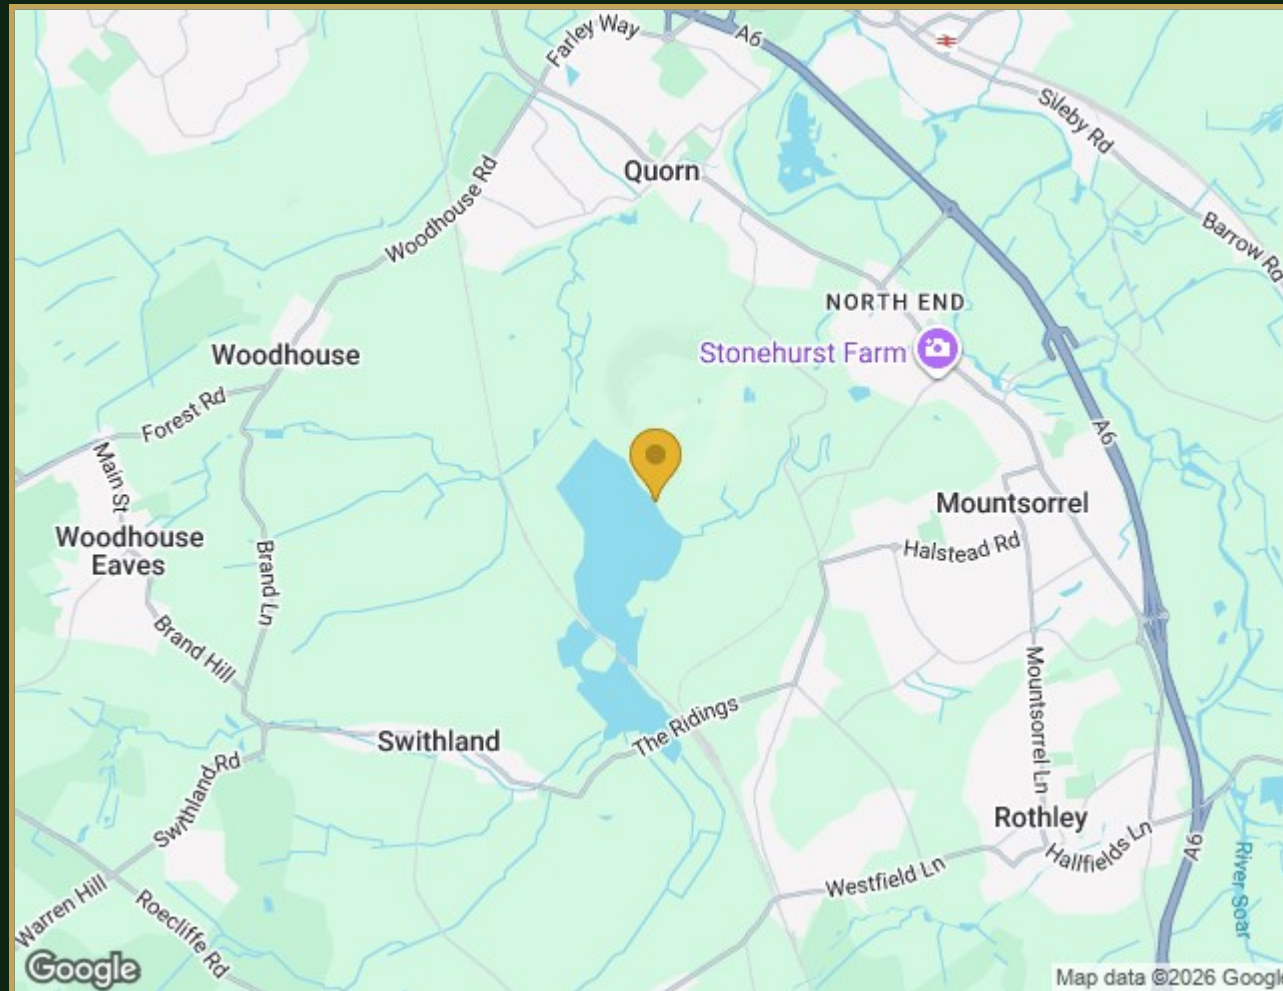 Farley Way
A6
Sileby Rd
Quorn
Woodhouse Rd
Barrow Rd
NORTH END
Stonehurst Farm
Woodhouse
Forest Rd
Main St
A6
Mountsorrel
Woodhouse
Eaves
Halstead Rd
Brand Ln
Brand Hill
Mountsorrel Ln
The Ridings
Swithland
Swithland Rd
Rothley
Hallfields Ln
A6
River Soar
Westfield Ln
Warren Hill
Roecliffe Rd
Google
Map data ©2026 Google